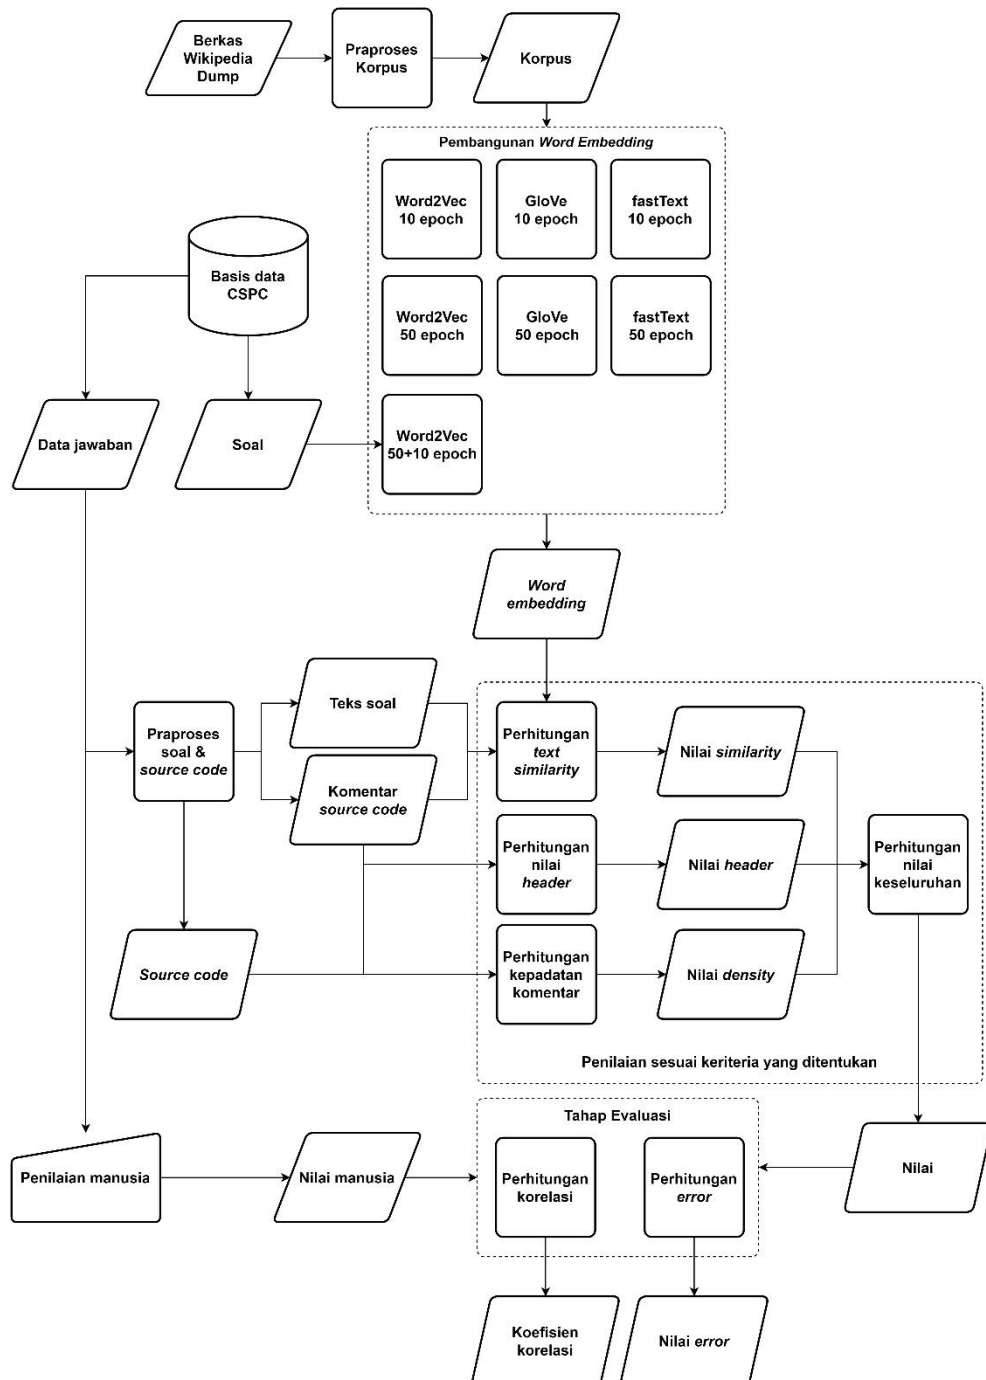 Berkas
Wikipedia
Dump
Praproses
Korpus
Korpus
Pembangunan Word Embedding
Word2Vec
10 epoch
GloVe
10 epoch
fastText
10 epoch
Basis data
CSPC
Word2Vec
50 epoch
GloVe
50 epoch
fastText
50 epoch
Data jawaban
Soal
Word2Vec
50+10 epoch
Word
embedding
Teks soal
Praproses
soal &
source code
Komentar
source code
Perhitungan
text
similarity
Nilai similarity
Perhitungan
nilai
header
Nilai header
Perhitungan
nilai
keseluruhan
Source code
Perhitungan
kepadatan
komentar
Nilai density
Penilaian sesuai keriteria yang ditentukan
Tahap Evaluasi
Penilaian manusia
Nilai manusia
Perhitungan
korelasi
Perhitungan
error
Nilai
Koefisien
korelasi
Nilai error